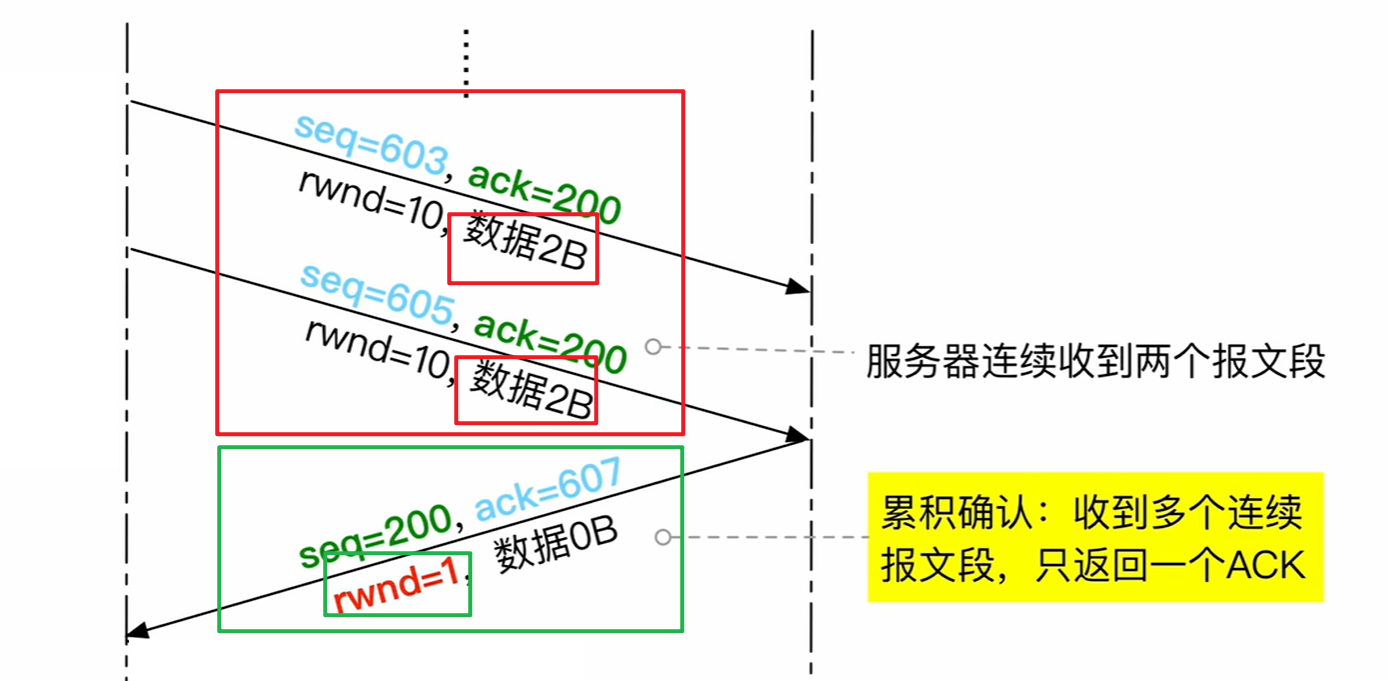 seq=603, ack=200
rwnd=10, 数据2B
seq=605, ack=200
rwnd=10, 数据2B
服务器连续收到两个报文段
seq=200, ack=607
rwnd=1, 数据0B
累积确认：收到多个连续
报文段，只返回一个ACK